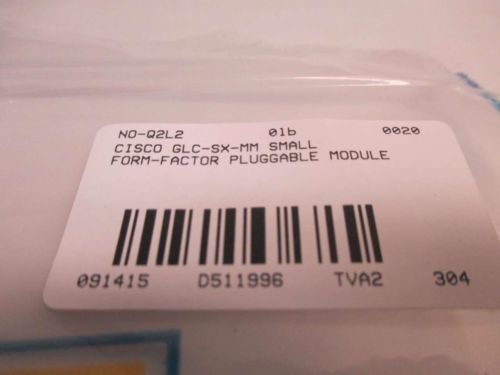 NO-Q2L2 01b 0020
CISCO GLC-SX-MM SMALL
FORM-FACTOR PLUGGABLE MODULE
091415 D511996 TVA2 304